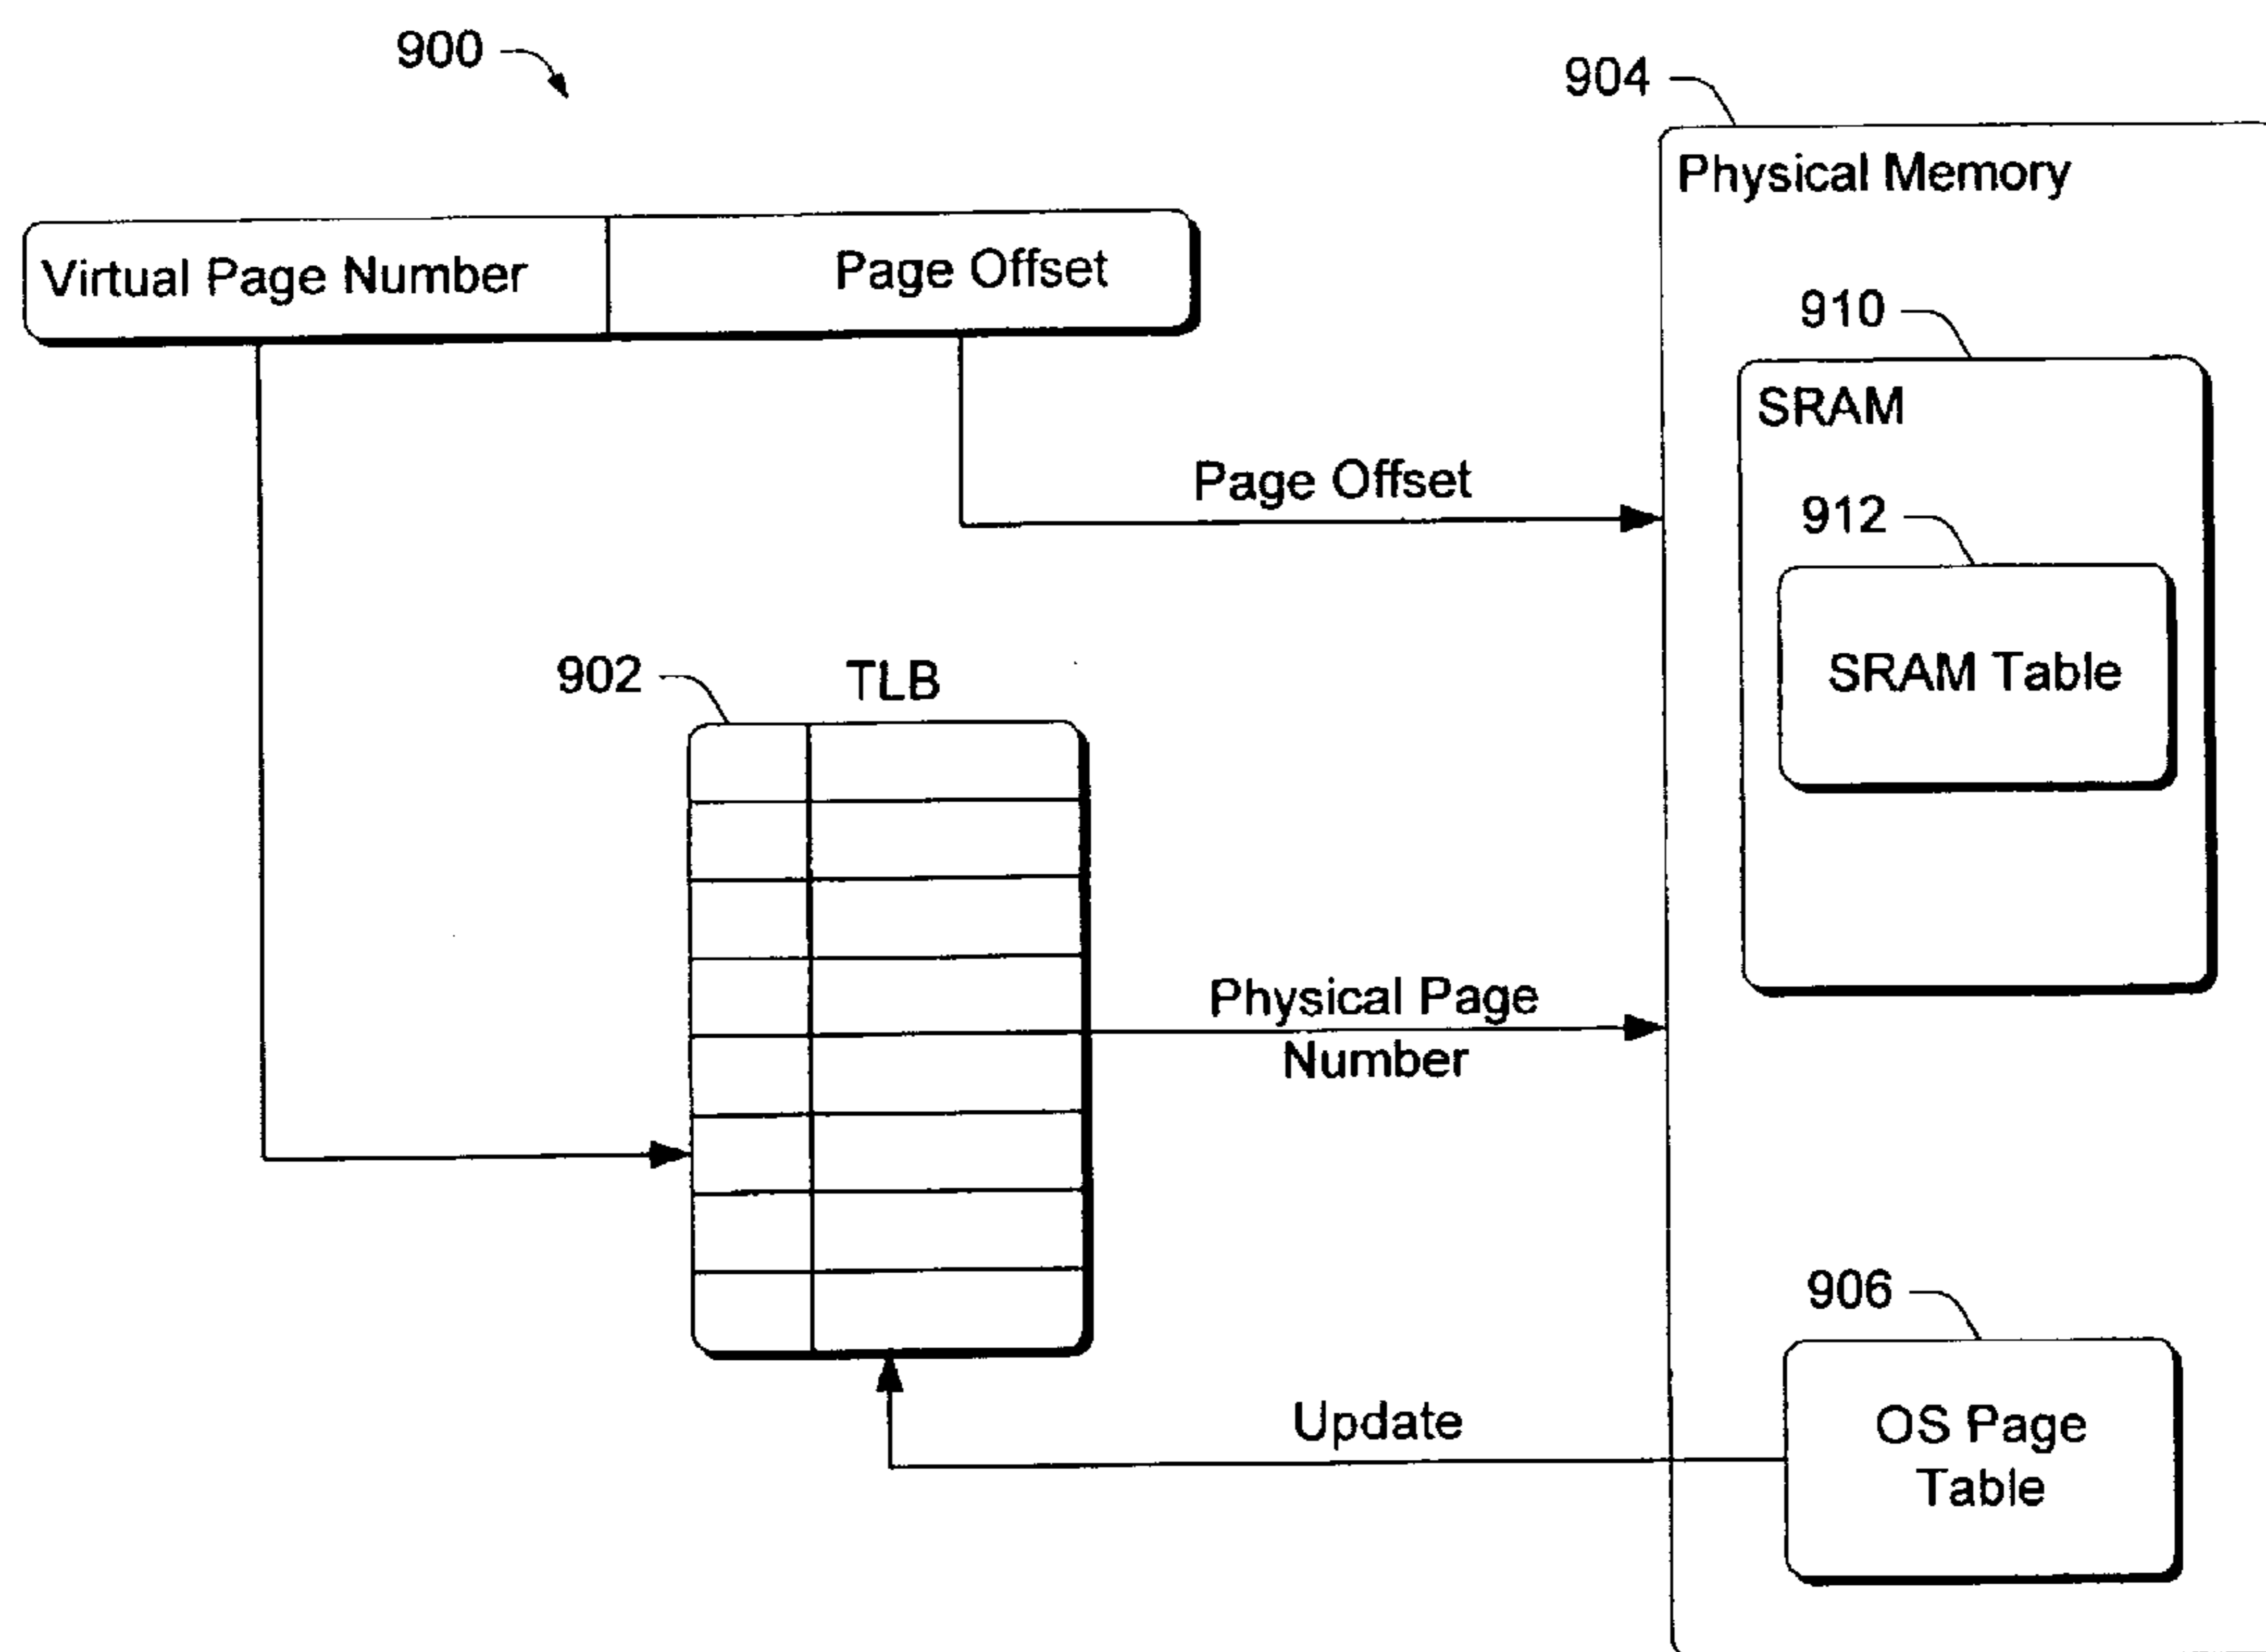 900
904
Physical Memory
Virtual Page Number
Page Offset
910
SRAM
Page Offset
912
SRAM Table
902
TLB
Physical Page
Number
906
OS Page
Table
Update